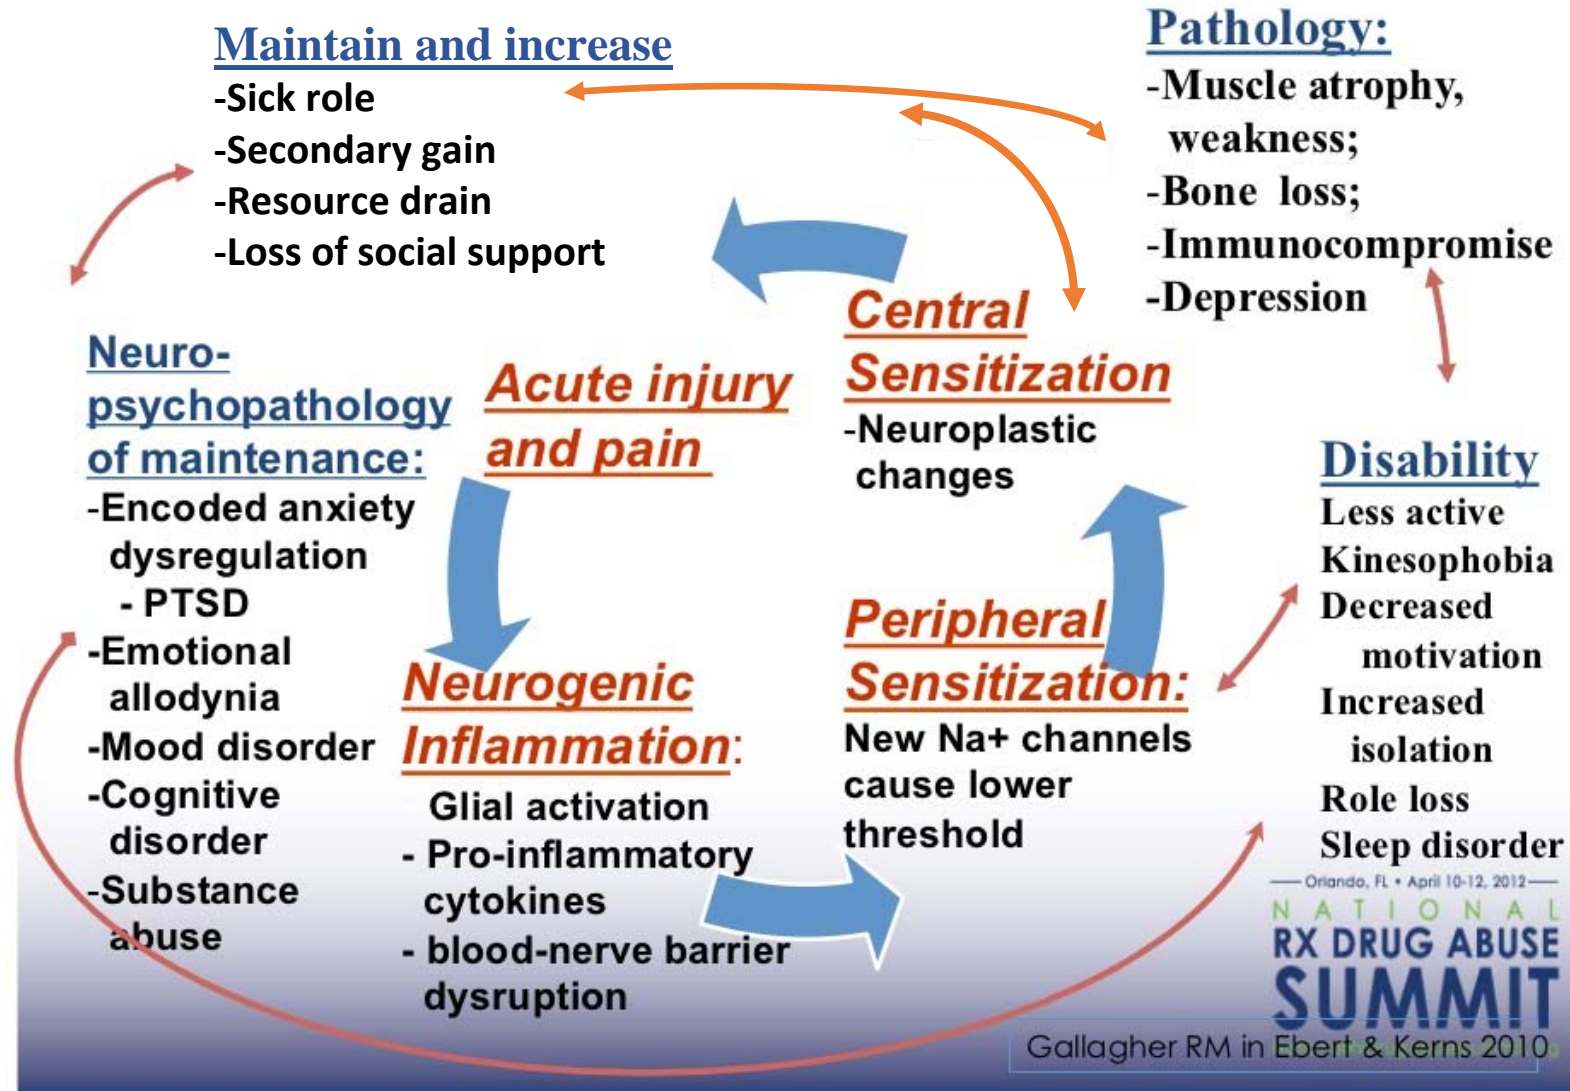 Maintain and increase
-Sick role
-Secondary gain
-Resource drain
-Loss of social support
Pathology:
-Muscle atrophy,
weakness;
-Bone loss;
-Immunocompromise
-Depression
Neuro-
psychopathology
of maintenance:
-Encoded anxiety
dysregulation
- PTSD
-Emotional
allodynia
-Mood disorder
-Cognitive
disorder
-Substance
abuse
Acute injury
and pain
Neurogenic
Inflammation:
Glial activation
- Pro-inflammatory
cytokines
- blood-nerve barrier
dysruption
Central
Sensitization
-Neuroplastic
changes
Peripheral
Sensitization:
New Na+ channels
cause lower
threshold
Disability
Less active
Kinesophobia
Decreased
motivation
Increased
isolation
Role loss
Sleep disorder
Orlando, FL • April 10-12, 2012
NATIONAL
RX DRUG ABUSE
SUMMIT
Gallagher RM in Ebert & Kerns 2010